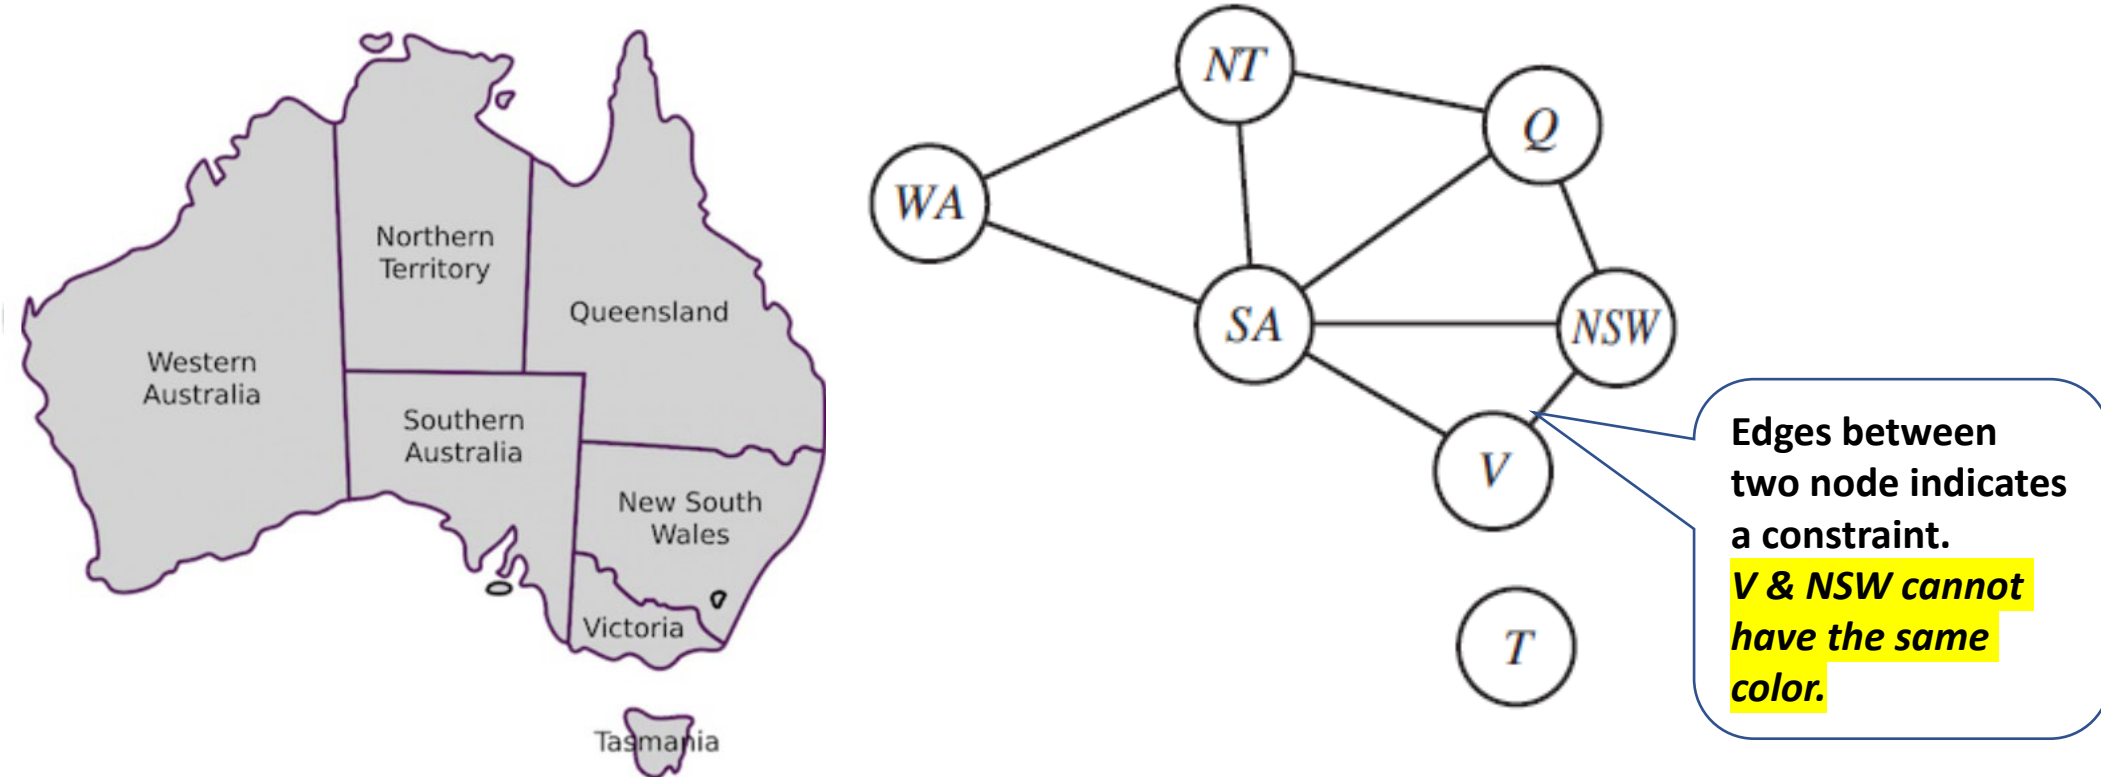 Northern
Territory
Queensland
Western
Australia
Southern
Australia
New South
Wales
Victoria
Tasmania
NT
Q
WA
SA
NSW
V
T
Edges between
two node indicates
a constraint.
V & NSW cannot
have the same
color.